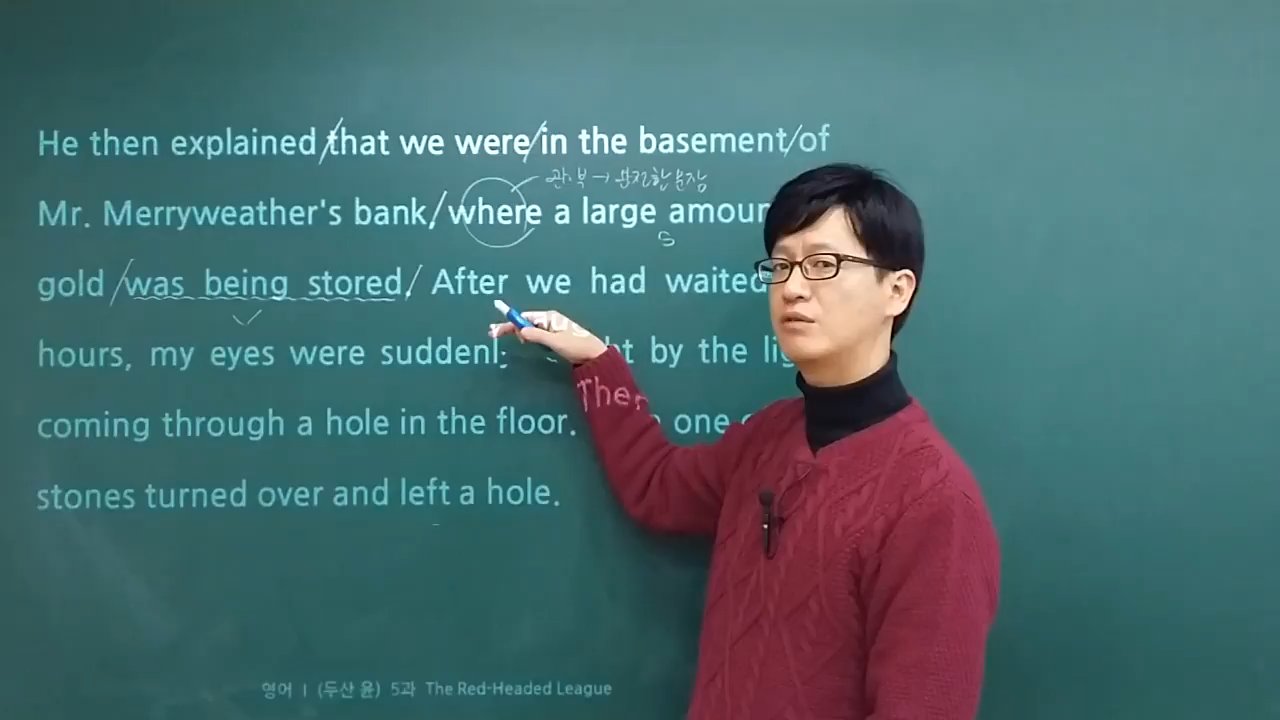 He then explained that we were in the basement of
관·부 → 완전한 문장
Mr. Merryweather's bank, where a large
S
gold was being stored. After we had waited
hours, my eyes were by the
coming through a hole in the floor. one
stones turned over and left a hole.
영어 I (두산 윤) 5과 The Red-Headed League